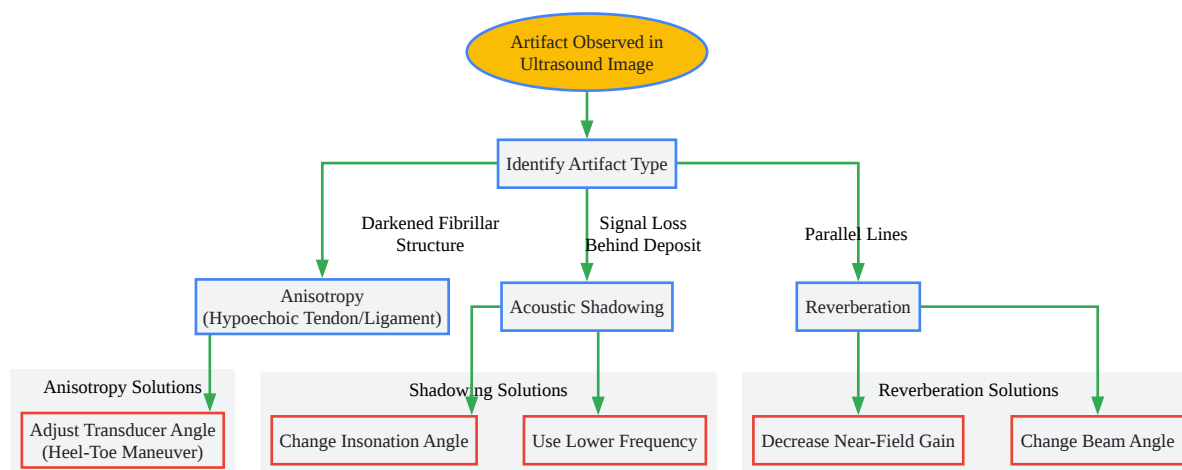 Artifact Observed in
Ultrasound Image
Identify Artifact Type
Darkened Fibrillar
Structure
Signal Loss
Behind Deposit
Parallel Lines
Anisotropy
(Hypoechoic Tendon/Ligament)
Acoustic Shadowing
Reverberation
Anisotropy Solutions
Shadowing Solutions
Reverberation Solutions
Adjust Transducer Angle
(Heel-Toe Maneuver)
Change Insonation Angle
Use Lower Frequency
Decrease Near-Field Gain
Change Beam Angle